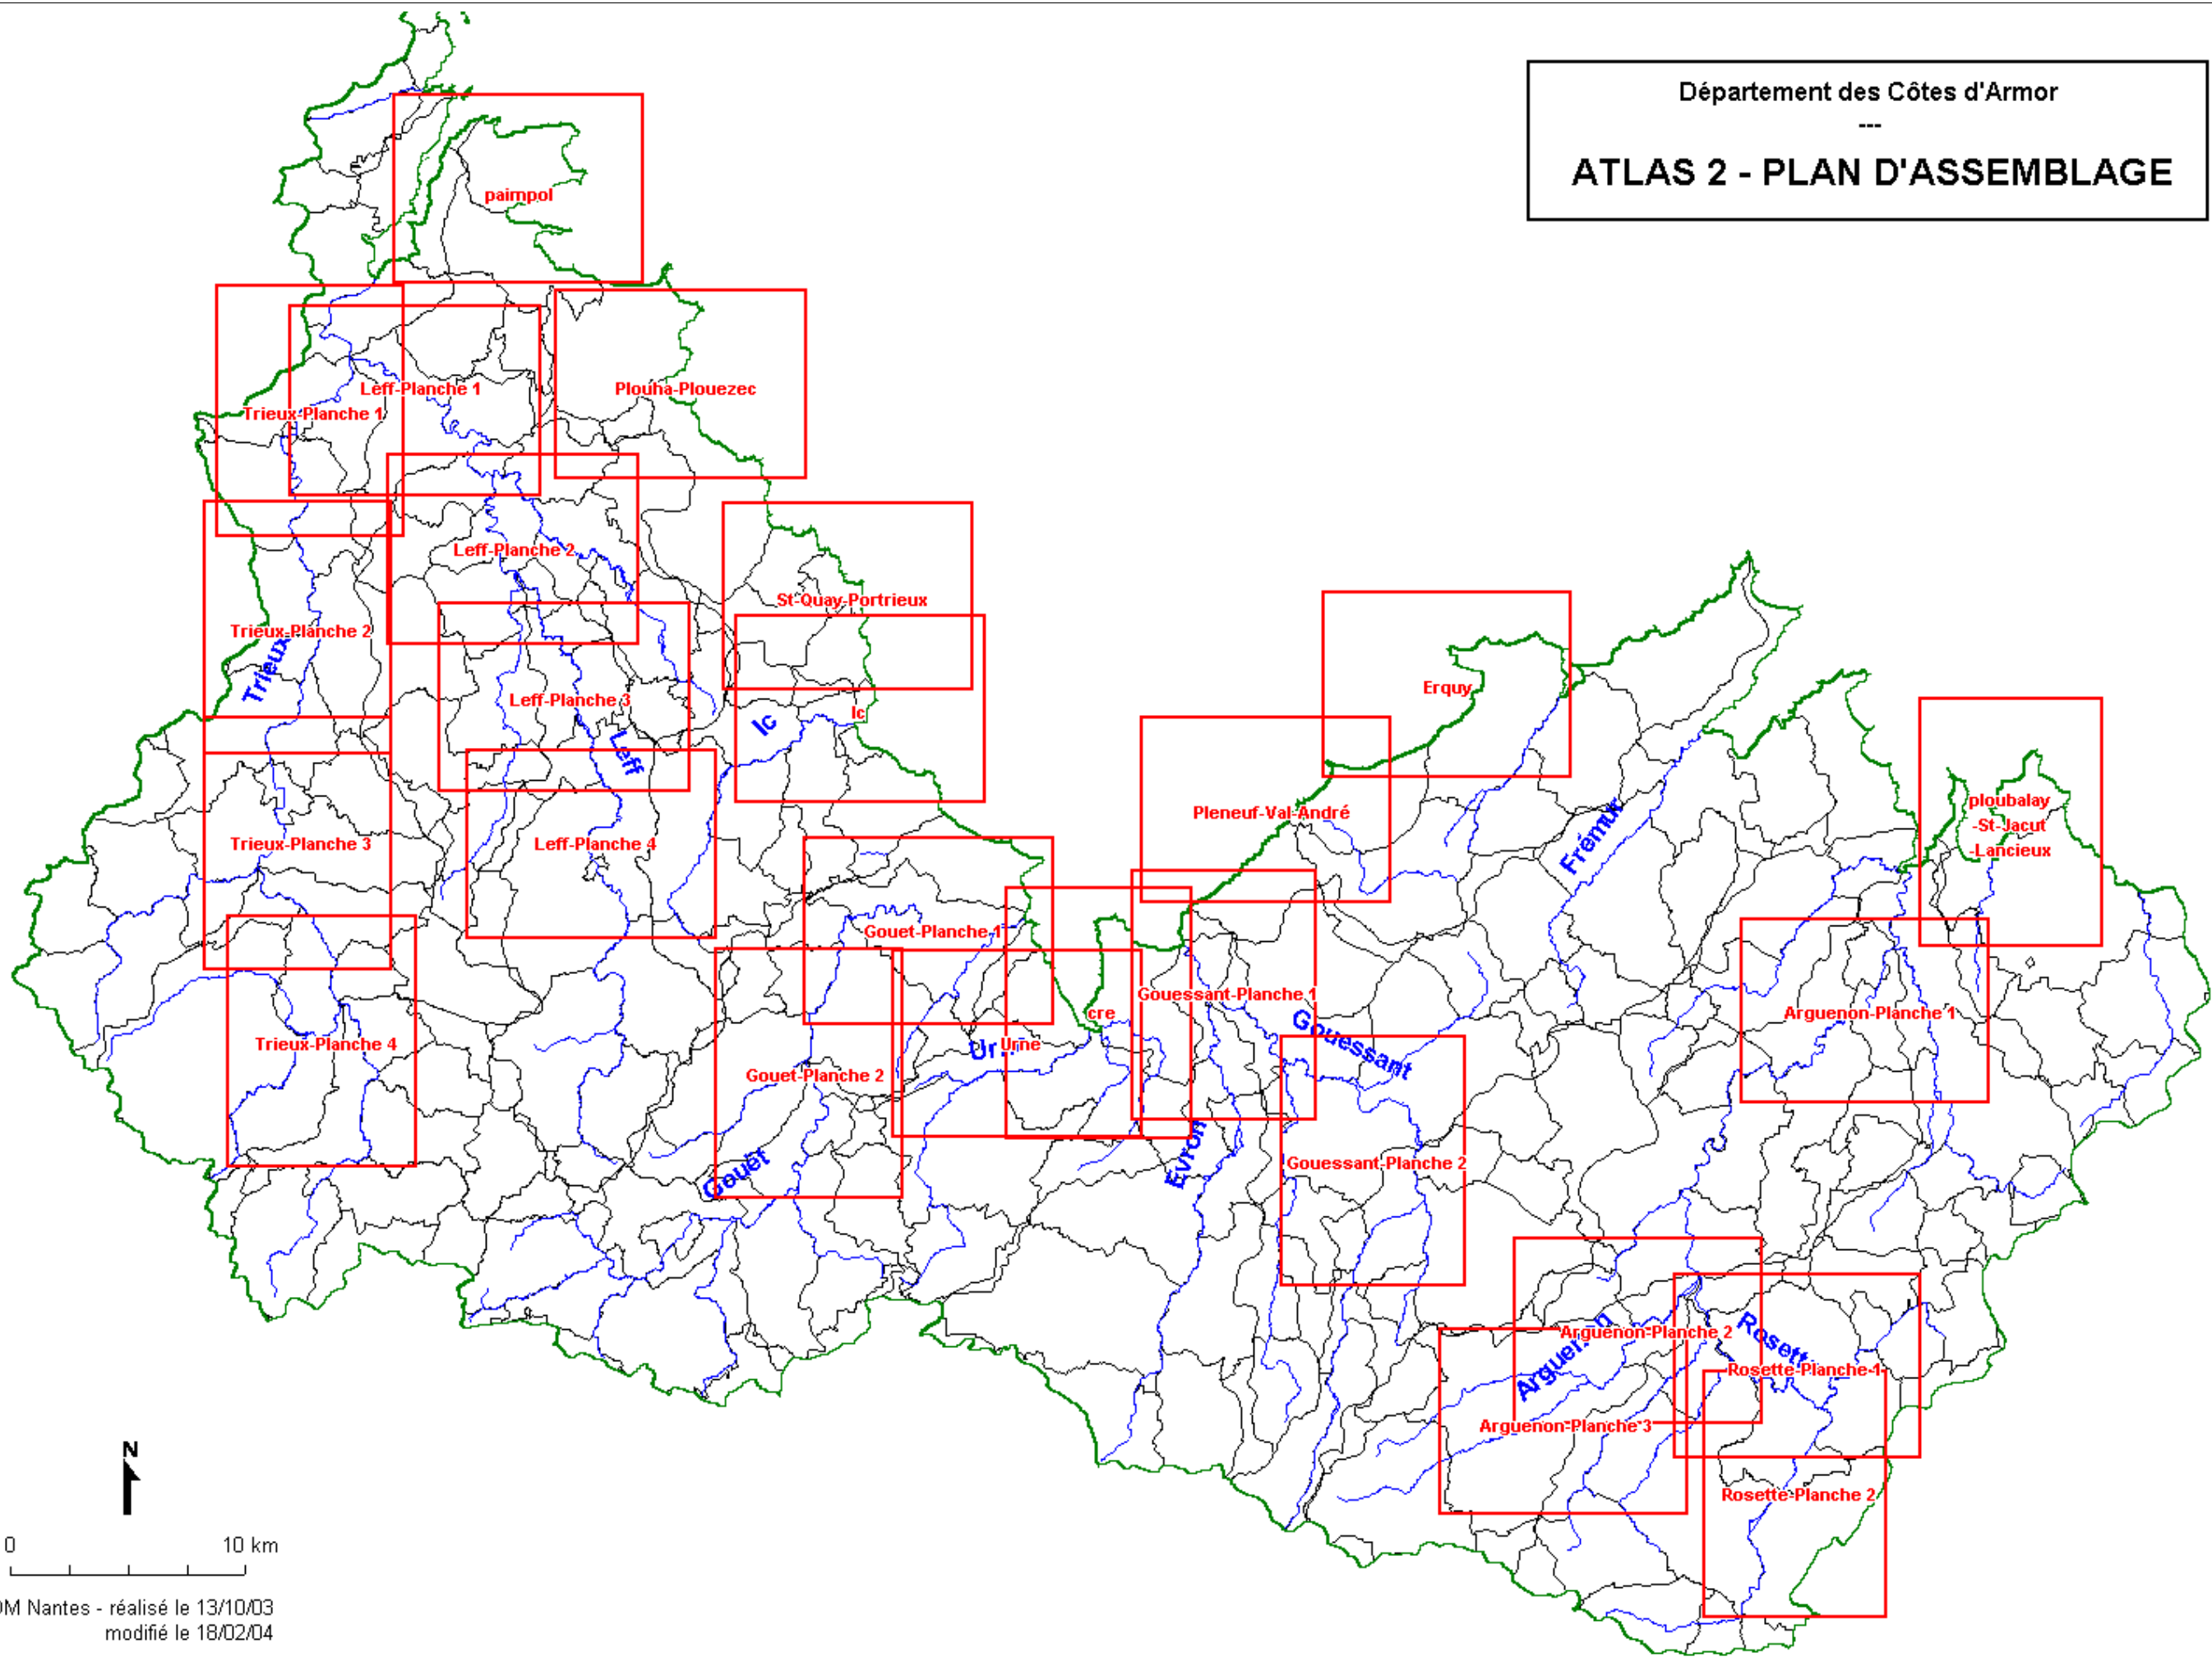 Département des Côtes d'Armor
---
ATLAS 2 - PLAN D'ASSEMBLAGE
paimpol
Leff-Planche 1
Plouha-Plouezec
Trieux-Planche 1
Leff-Planche 2
St-Quay-Portrieux
Trieux-Planche 2
Trieux
Erquy
Leff-Planche 3
Ic
Ic
Leff
Pleneuf-Val-André
ploubalay
-St-Jacut
-Lancieux
Frémur
Trieux-Planche 3
Leff-Planche 4
Gouet-Planche 1
Gouessant-Planche 1
cre
Arguenon-Planche 1
Gouessant
Trieux-Planche 4
Urne
Gouet-Planche 2
Evron
Gouët
Gouessant-Planche 2
Arguenon-Planche 2
Rosette-Planche 1
Arguenon-Planche 3
Rosette-Planche 2
N
0 10 km
Nantes - réalisé le 13/10/03
modifié le 18/02/04